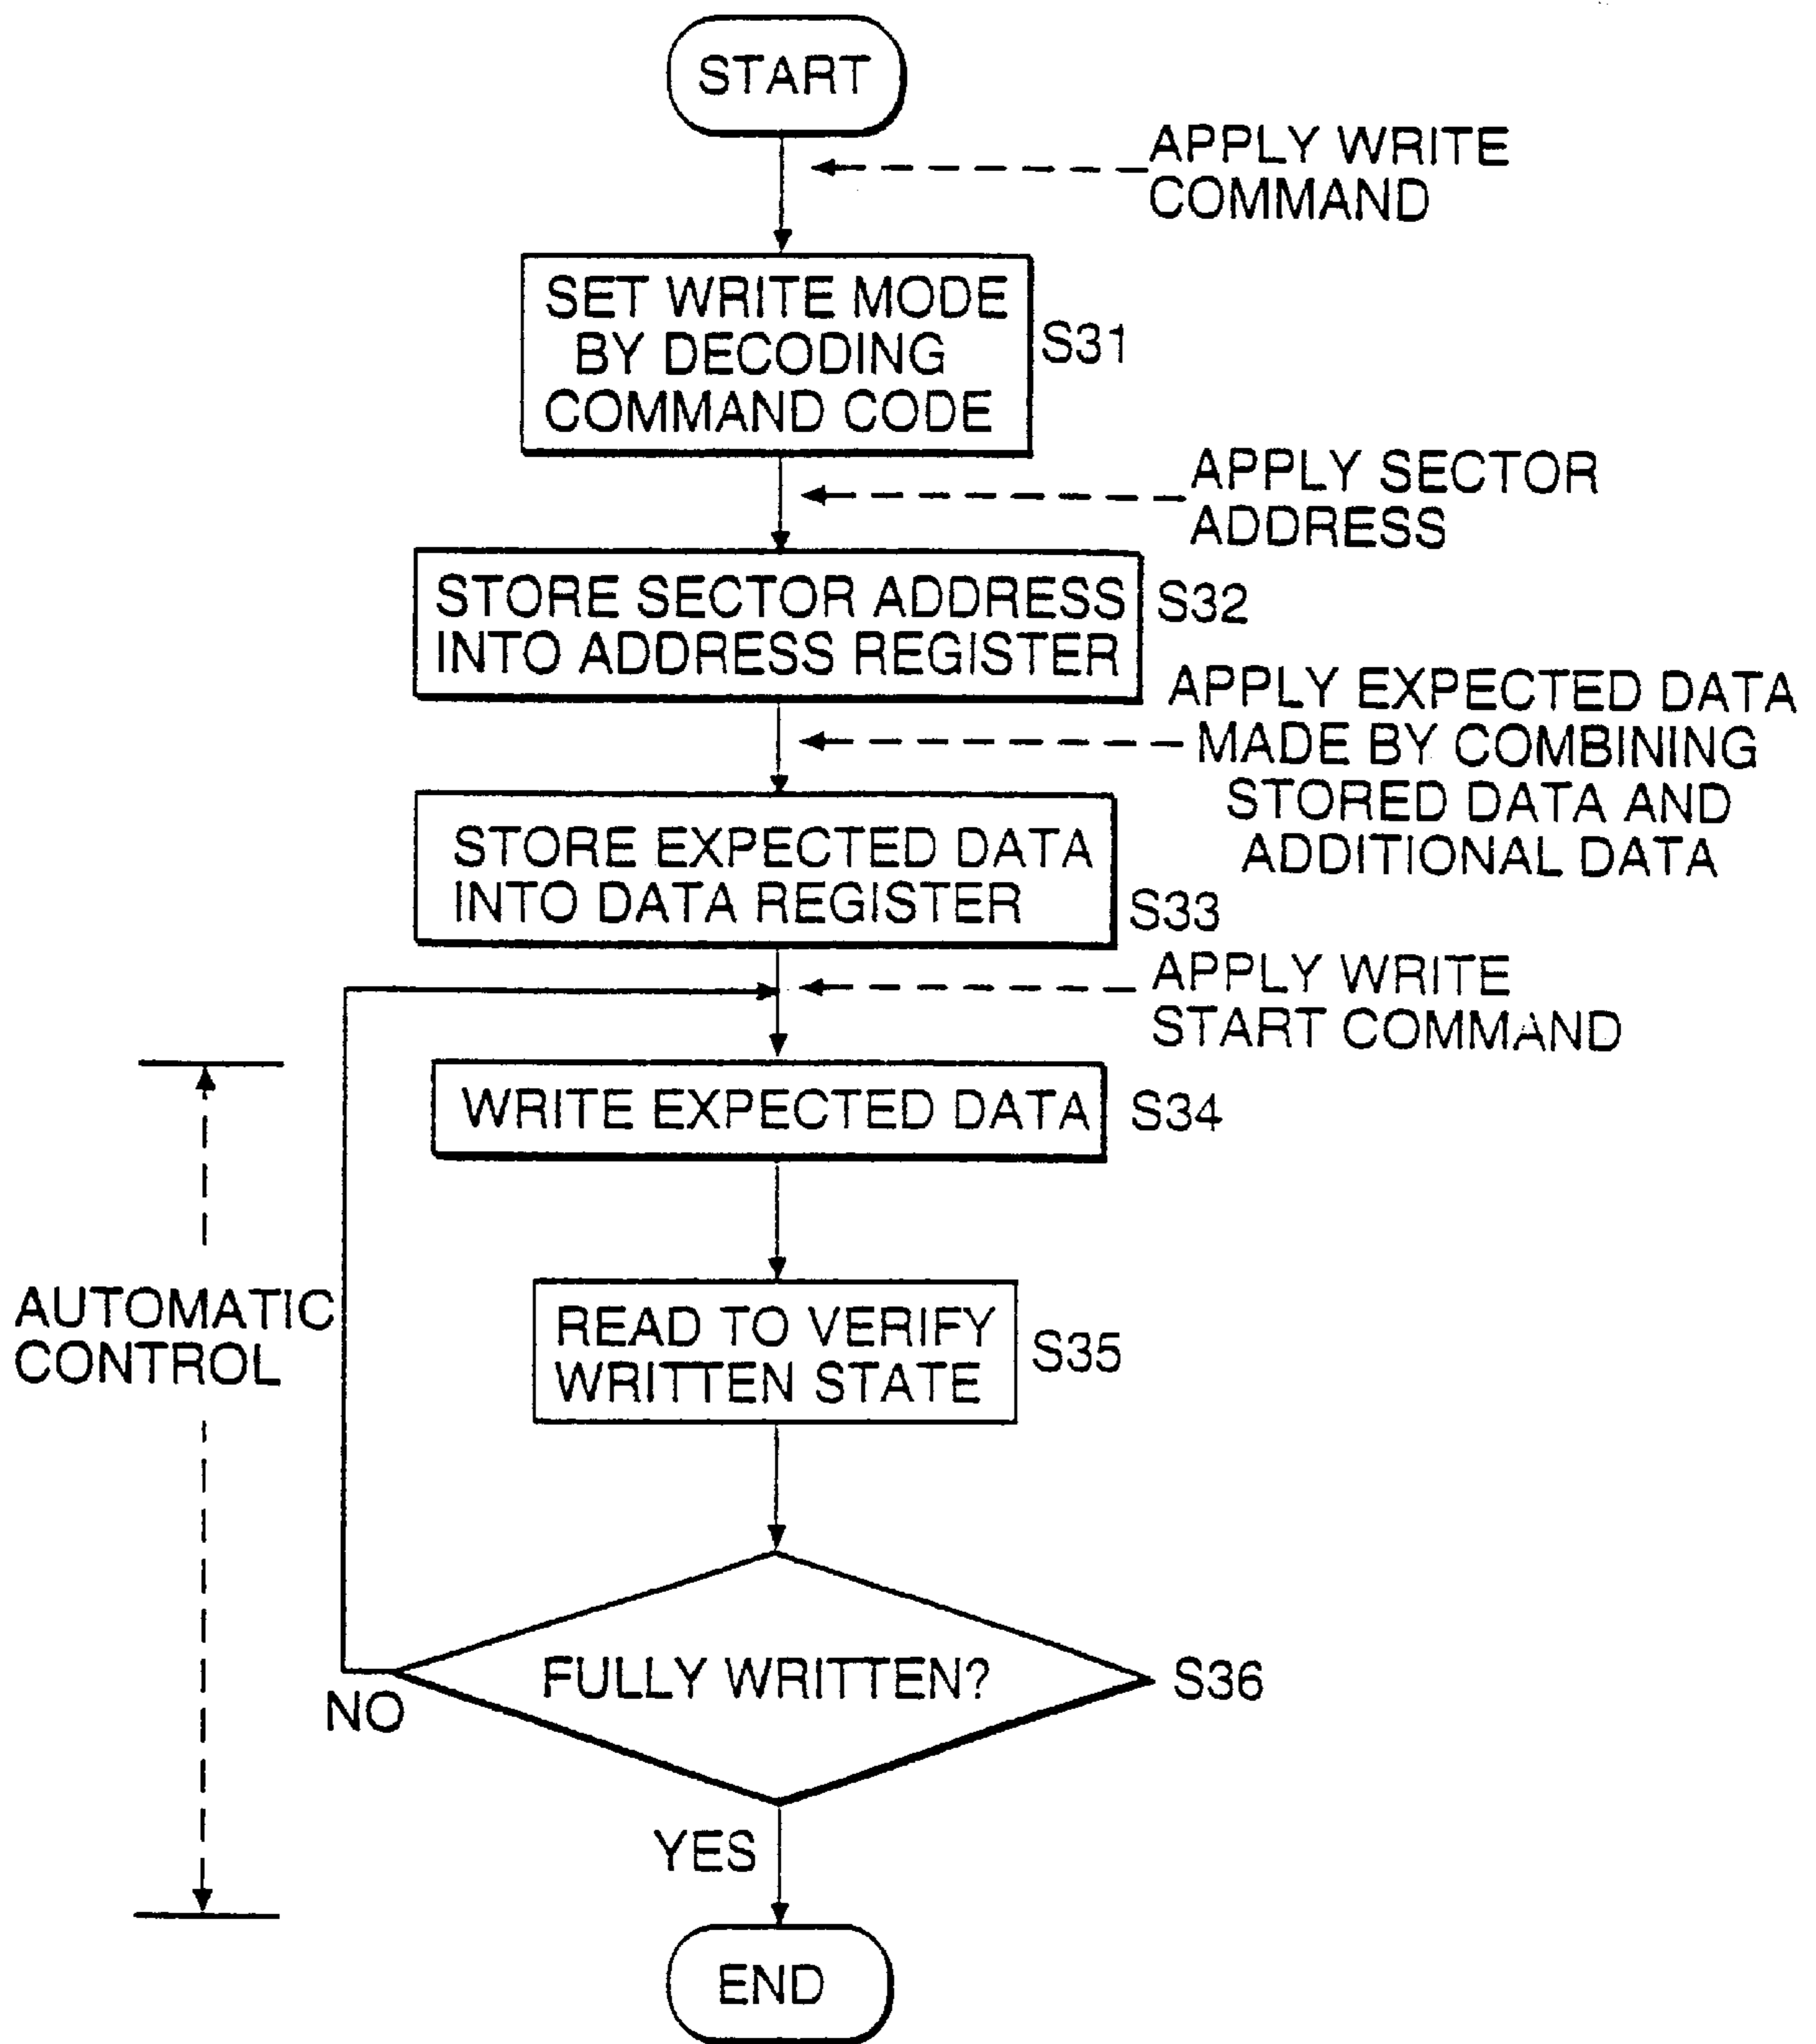 START
APPLY WRITE
COMMAND
SET WRITE MODE
BY DECODING
COMMAND CODE
S31
APPLY SECTOR
ADDRESS
STORE SECTOR ADDRESS
INTO ADDRESS REGISTER
S32
APPLY EXPECTED DATA
MADE BY COMBINING
STORED DATA AND
ADDITIONAL DATA
STORE EXPECTED DATA
INTO DATA REGISTER
S33
APPLY WRITE
START COMMAND
WRITE EXPECTED DATA
S34
AUTOMATIC
CONTROL
READ TO VERIFY
WRITTEN STATE
S35
FULLY WRITTEN?
S36
NO
YES
END